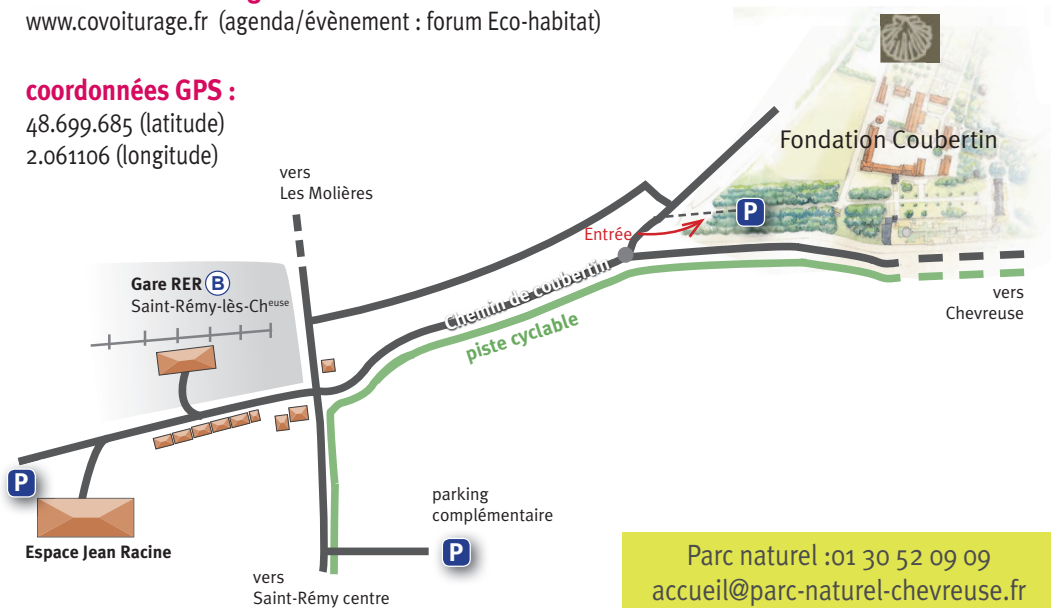 www.covoiturage.fr (agenda/évènement : forum Eco-habitat)
coordonnées GPS :
48.699.685 (latitude)
2.061106 (longitude)
Fondation Coubertin
vers
Les Molières
P
Entrée
Gare RER B
Saint-Rémy-lès-Cheuse
Chemin de coubertin
piste cyclable
vers
Chevreuse
P
Espace Jean Racine
parking
complémentaire
P
vers
Saint-Rémy centre
Parc naturel :01 30 52 09 09
accueil@parc-naturel-chevreuse.fr